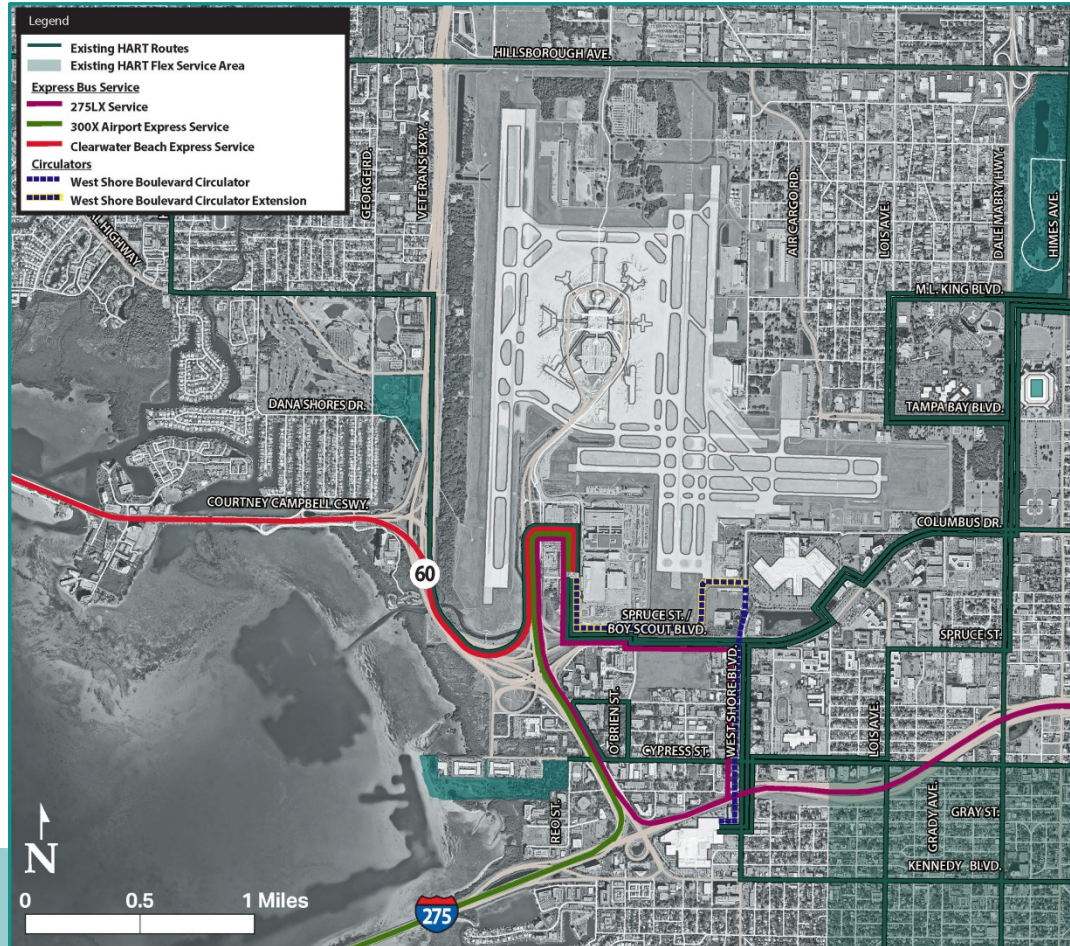 Legend
Existing HART Routes
Existing HART Flex Service Area
Express Bus Service
275LX Service
300X Airport Express Service
Clearwater Beach Express Service
Circulators
West Shore Boulevard Circulator
West Shore Boulevard Circulator Extension
HILLSBOROUGH AVE.
GEORGE RD.
VETERANS EXPY.
AIR CARGO RD.
LOIS AVE.
DALE MABRY HWY.
HIMES AVE.
HIGHWAY
M.L. KING BLVD.
DANA SHORES DR.
TAMPA BAY BLVD.
COURTNEY CAMPBELL CSWY.
COLUMBUS DR.
60
SPRUCE ST. /
BOY SCOUT BLVD.
SPRUCE ST.
O'BRIEN ST.
WEST SHORE BLVD.
LOIS AVE.
CYPRESS ST.
REO ST.
GRADY AVE.
GRAY ST.
KENNEDY BLVD.
N
0 0.5 1 Miles
275